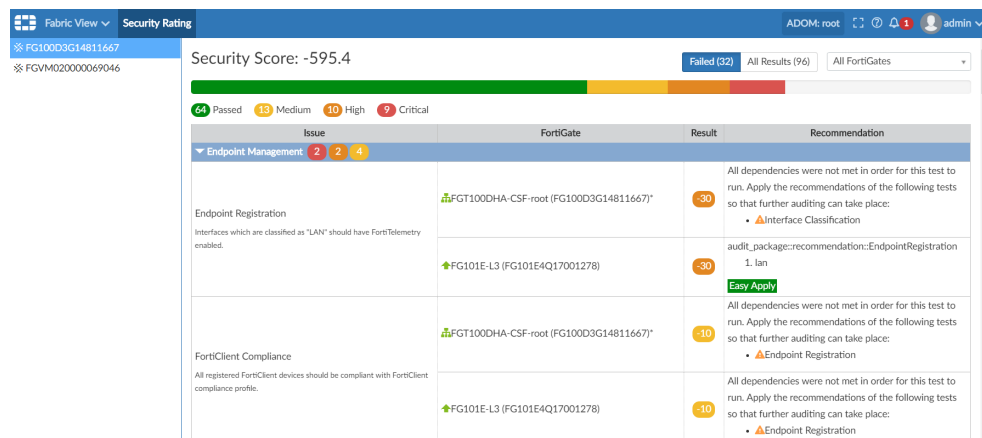 Fabric View Security Rating ADOM: root 1 admin
FG100D3G14811667
FGVM020000069046
Security Score: -595.4
Failed (32) All Results (96) All FortiGates
64 Passed 13 Medium 10 High 9 Critical
Issue FortiGate Result Recommendation
Endpoint Management 2 2 4
Endpoint Registration
Interfaces which are classified as "LAN" should have FortiTelemetry
enabled.
FGT100DHA-CSF-root (FG100D3G14811667)*
-30
All dependencies were not met in order for this test to
run. Apply the recommendations of the following tests
so that further auditing can take place:
• Interface Classification
FG101E-L3 (FG101E4Q17001278)
-30
audit_package::recommendation::EndpointRegistration
1. lan
Easy Apply
FortiClient Compliance
All registered FortiClient devices should be compliant with FortiClient
compliance profile.
FGT100DHA-CSF-root (FG100D3G14811667)*
-10
All dependencies were not met in order for this test to
run. Apply the recommendations of the following tests
so that further auditing can take place:
• Endpoint Registration
FG101E-L3 (FG101E4Q17001278)
-10
All dependencies were not met in order for this test to
run. Apply the recommendations of the following tests
so that further auditing can take place:
• Endpoint Registration